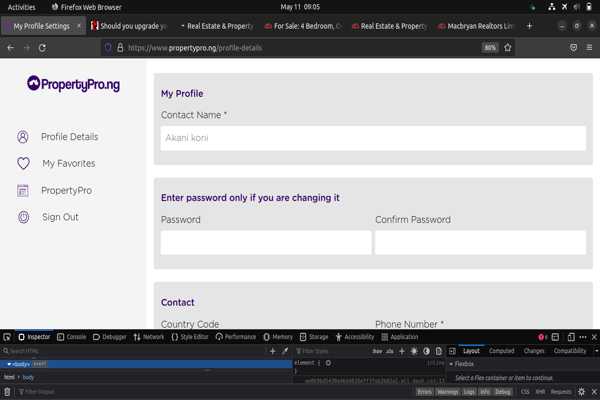 Activities Firefox Web Browser May 11 09:05
My Profile Settings Should you upgrade yo Real Estate & Property For Sale: 4 Bedroom, O Real Estate & Property Macbryan Realtors Lim
https://www.propertypro.ng/profile-details 80%
PropertyPro.ng
My Profile
Contact Name *
Akani koni
Profile Details
My Favorites
PropertyPro
Sign Out
Enter password only if you are changing it
Password Confirm Password
Contact
Country Code Phone Number *
Inspector Console Debugger Network Style Editor Performance Memory Storage Accessibility Application
Search HTML Filter Styles :hov .cls Layout Computed Changes Compatibility
<body> event element { inline
Flexbox
}
Select a Flex container or item to continue.
html body
Filter Output Errors Warnings Logs Info Debug CSS XHR Requests